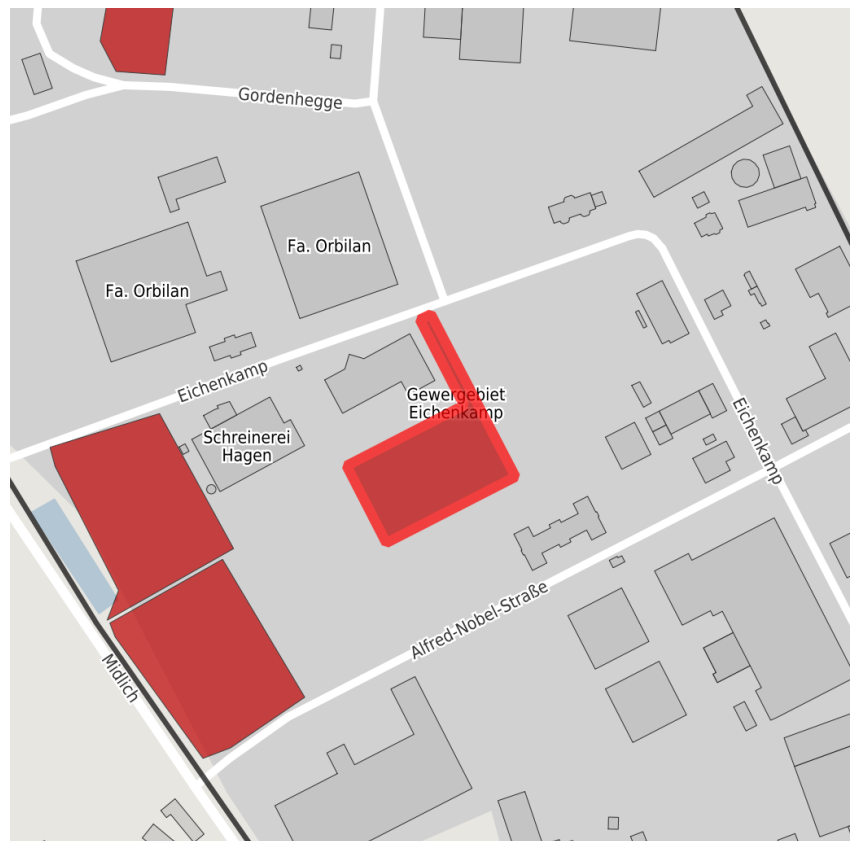 Gordenhegge
Fa. Orbilan
Fa. Orbilan
Eichenkamp
Gewergebiet
Eichenkamp
Schreinerei
Hagen
Eichenkamp
Alfred-Nobel-Straße
Midlich